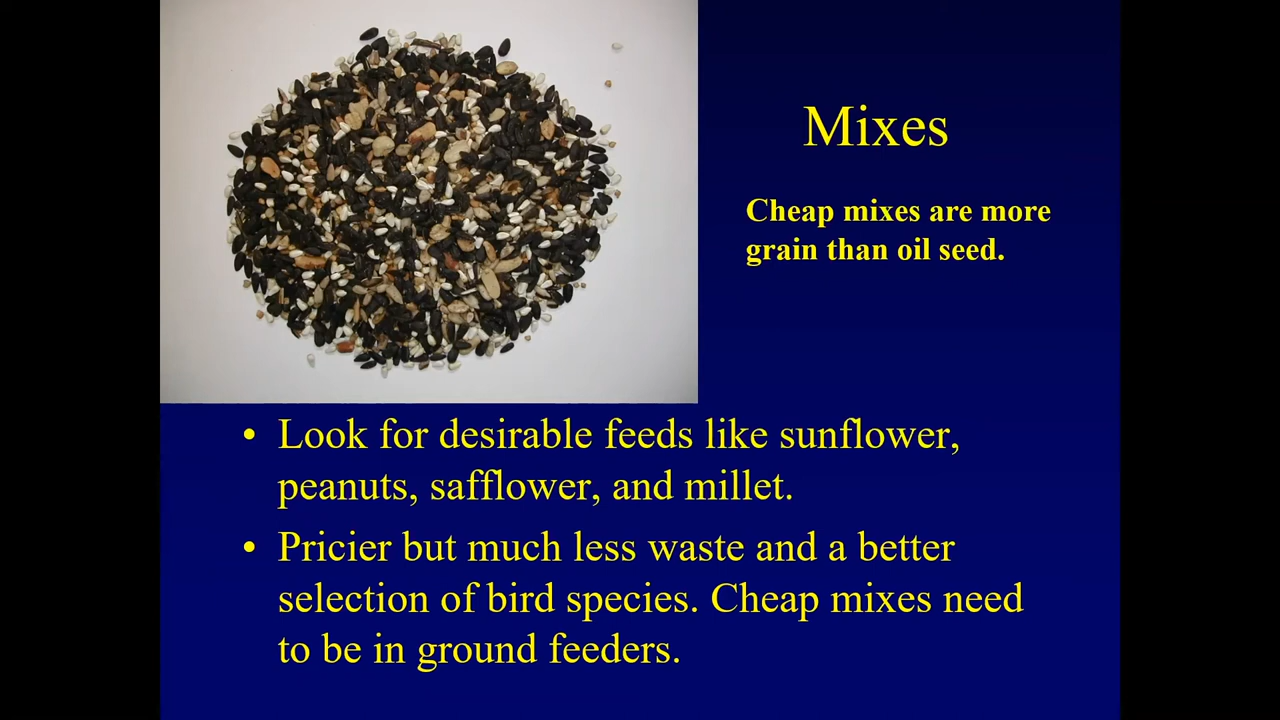 Mixes
Cheap mixes are more
grain than oil seed.
• Look for desirable feeds like sunflower,
peanuts, safflower, and millet.
• Pricier but much less waste and a better
selection of bird species. Cheap mixes need
to be in ground feeders.